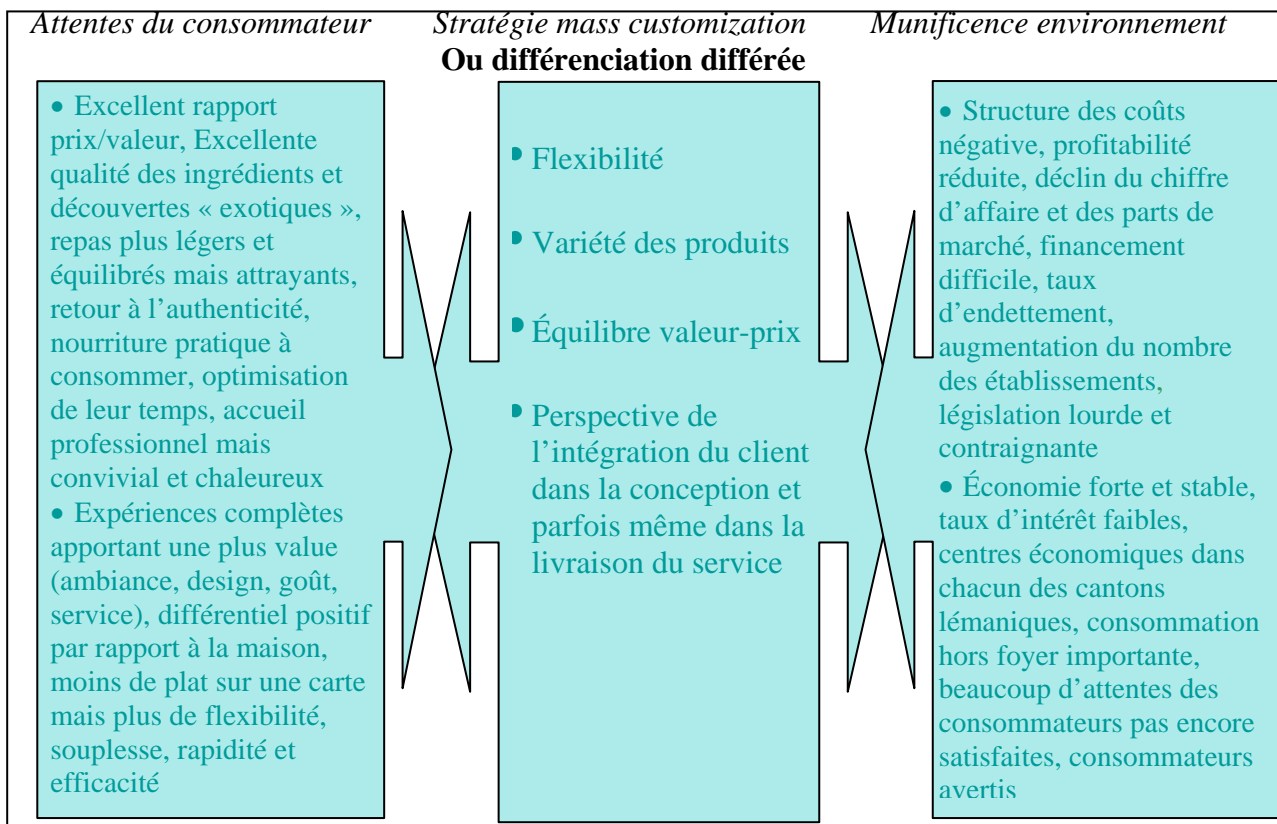 Attentes du consommateur
Stratégie mass customization
Ou différenciation différée
Munificence environnement
• Excellent rapport
prix/valeur, Excellente
qualité des ingrédients et
découvertes « exotiques »,
repas plus légers et
équilibrés mais attrayants,
retour à l’authenticité,
nourriture pratique à
consommer, optimisation
de leur temps, accueil
professionnel mais
convivial et chaleureux
• Expériences complètes
apportant une plus value
(ambiance, design, goût,
service), différentiel positif
par rapport à la maison,
moins de plat sur une carte
mais plus de flexibilité,
souplesse, rapidité et
efficacité
• Flexibilité
• Variété des produits
• Équilibre valeur-prix
• Perspective de
l’intégration du client
dans la conception et
parfois même dans la
livraison du service
• Structure des coûts
négative, profitabilité
réduite, déclin du chiffre
d’affaire et des parts de
marché, financement
difficile, taux
d’endettement,
augmentation du nombre
des établissements,
législation lourde et
contraignante
• Économie forte et stable,
taux d’intérêt faibles,
centres économiques dans
chacun des cantons
lémaniques, consommation
hors foyer importante,
beaucoup d’attentes des
consommateurs pas encore
satisfaites, consommateurs
avertis